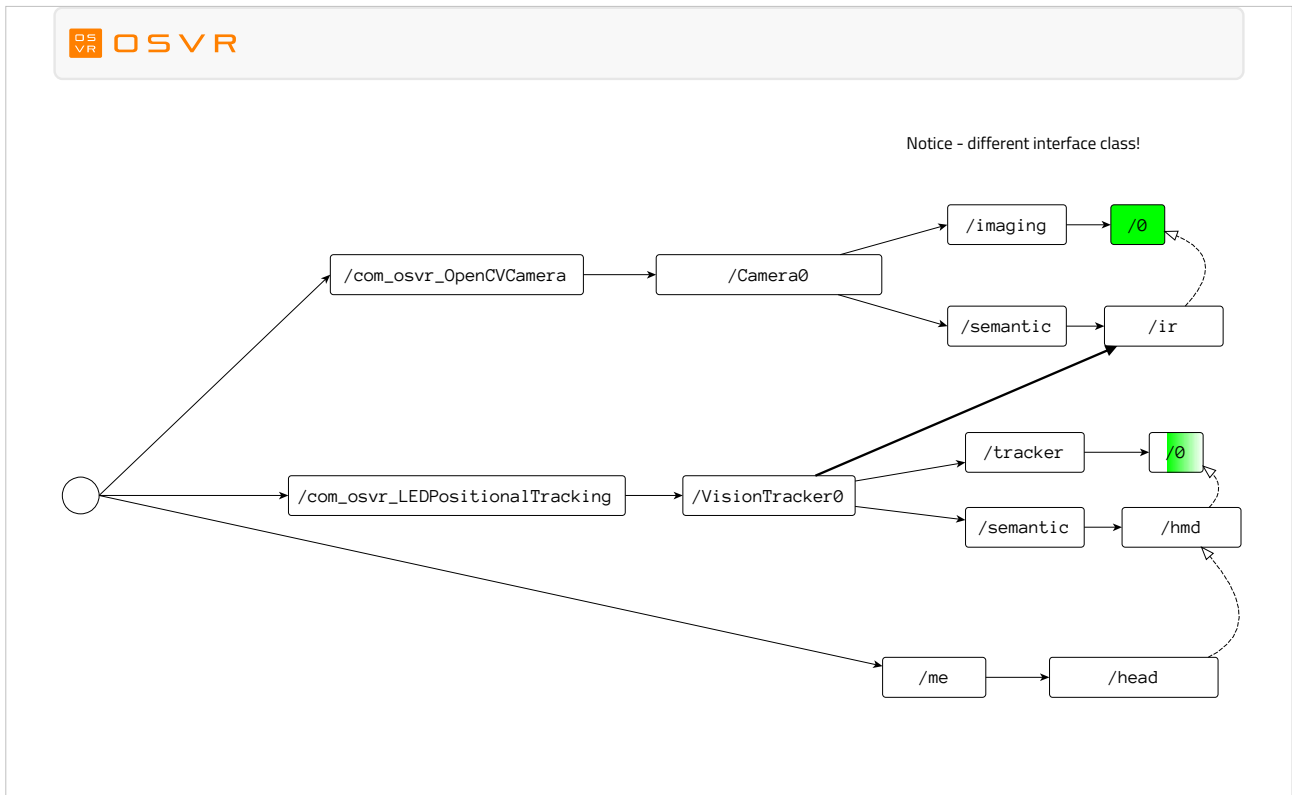 OS
VR
OSVR
Notice - different interface class!
/imaging
/0
/com_osvr_OpenCVCamera
/Camera0
/semantic
/ir
/tracker
/0
/com_osvr_LEDPositionalTracking
/VisionTracker0
/semantic
/hmd
/me
/head